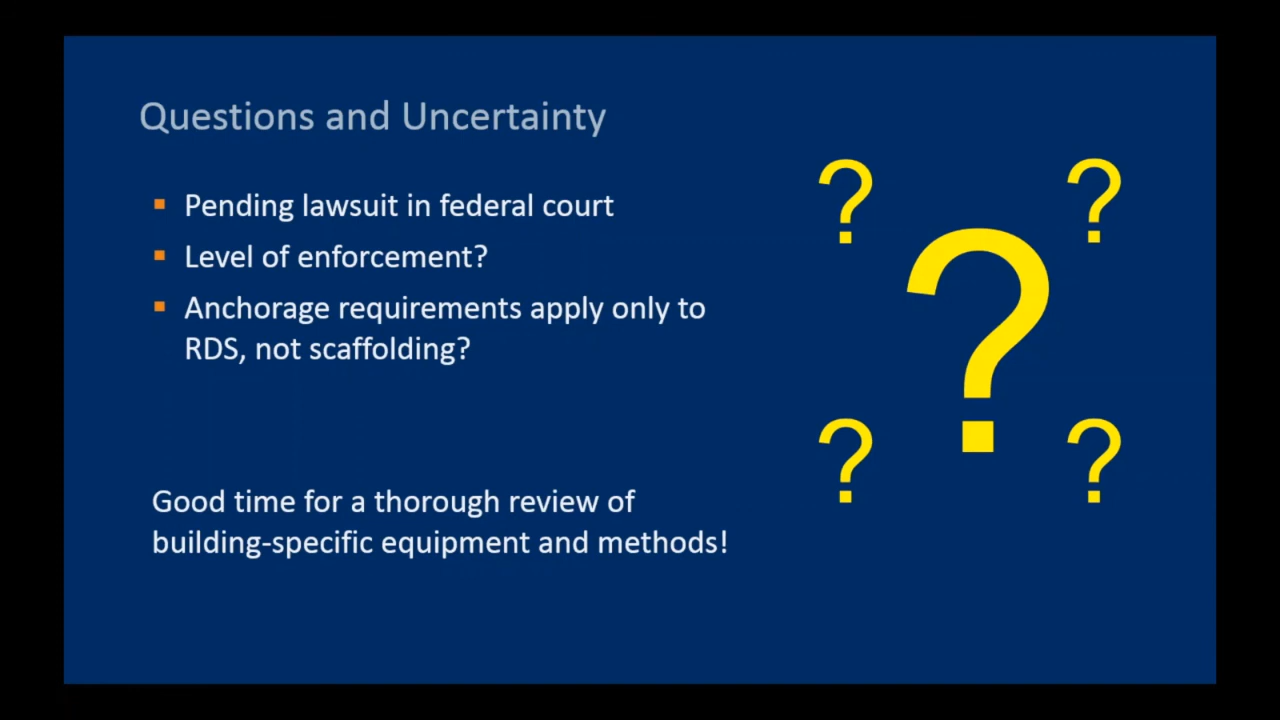 Questions and Uncertainty
Pending lawsuit in federal court
Level of enforcement?
Anchorage requirements apply only to
RDS, not scaffolding?
Good time for a thorough review of
building-specific equipment and methods!
? ?
?
? ?